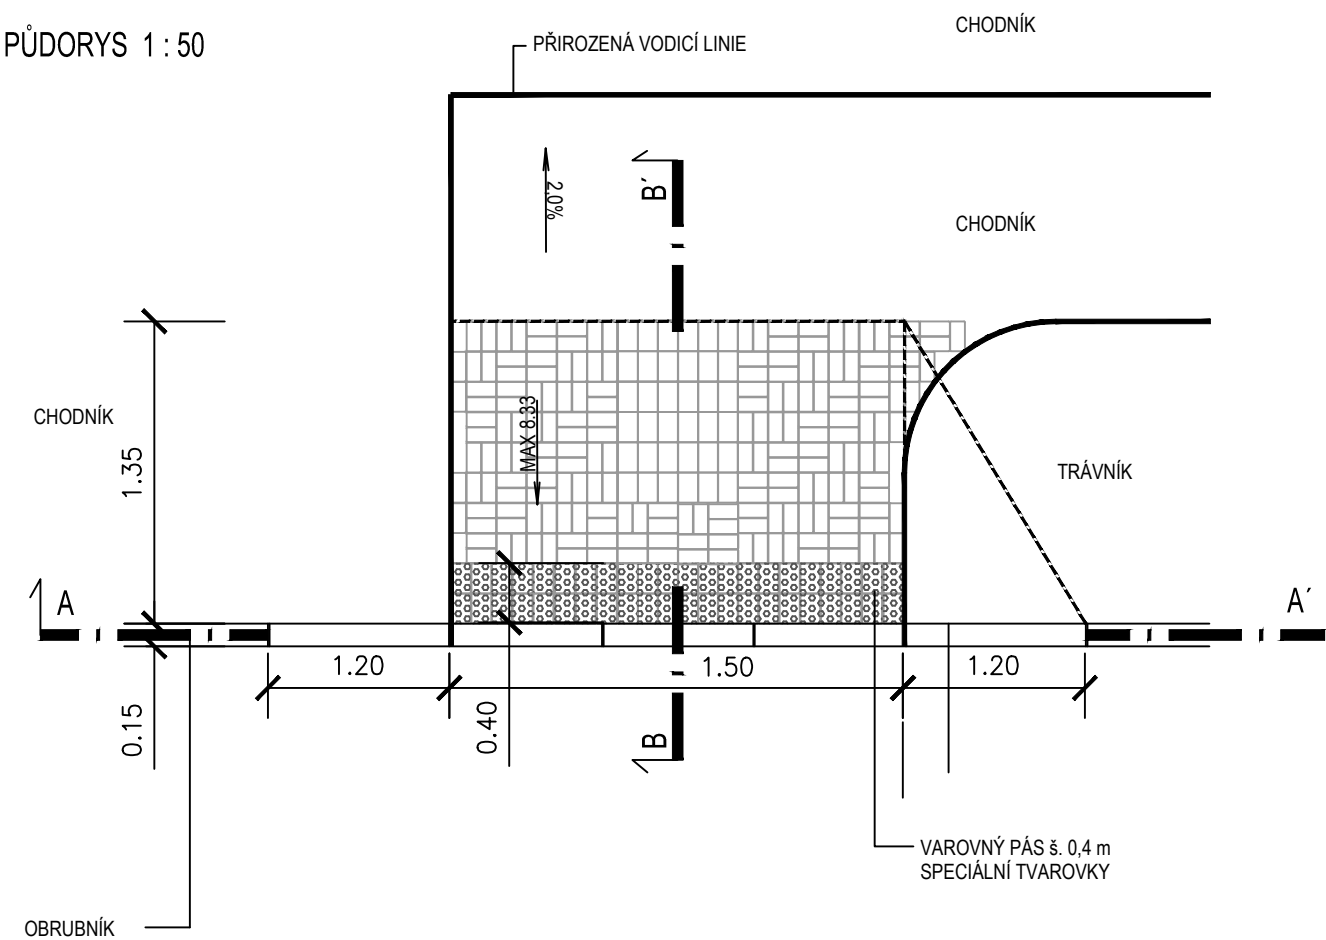 CHODNÍK
PŮDORYS 1 : 50
PŘIROZENÁ VODICÍ LINIE
2.0%
B´
CHODNÍK
CHODNÍK
1.35
MAX 8.33
TRÁVNÍK
A
A´
1.20
1.50
1.20
0.15
0.40
B
VAROVNÝ PÁS š. 0,4 m
SPECIÁLNÍ TVAROVKY
OBRUBNÍK